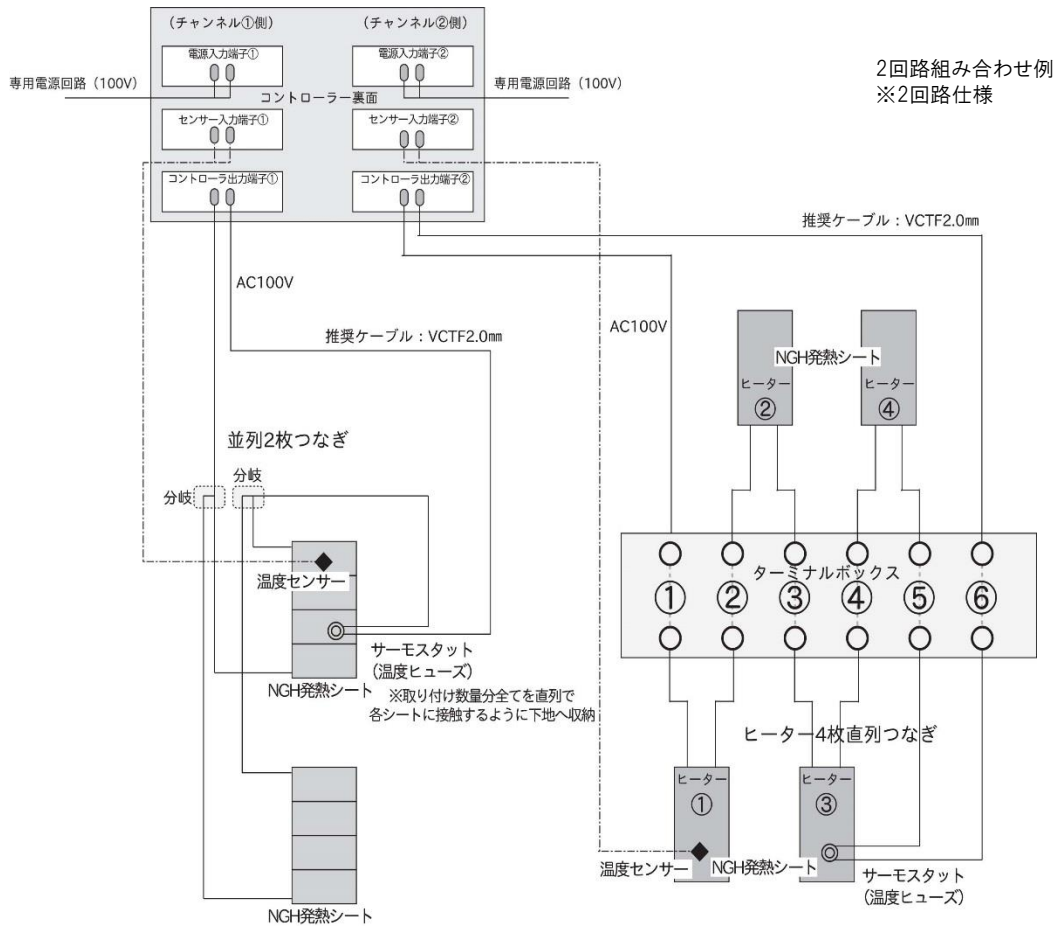 2回路組み合わせ例
※2回路仕様
(チャンネル①側)
(チャンネル②側)
電源入力端子①
電源入力端子②
専用電源回路(100V)
専用電源回路(100V)
コントローラー裏面
センサー入力端子①
センサー入力端子②
コントローラ出力端子①
コントローラ出力端子②
推奨ケーブル:VCTF2.0㎜
AC100V
AC100V
推奨ケーブル:VCTF2.0㎜
NGH発熱シート
ヒーター
②
ヒーター
④
並列2枚つなぎ
分岐
分岐
温度センサー
サーモスタット
(温度ヒューズ)
NGH発熱シート
※取り付け数量分全てを直列で
各シートに接触するように下地へ収納
ターミナルボックス
① ② ③ ④ ⑤ ⑥
ヒーター4枚直列つなぎ
ヒーター
①
ヒーター
③
温度センサー
NGH発熱シート
サーモスタット
(温度ヒューズ)
NGH発熱シート